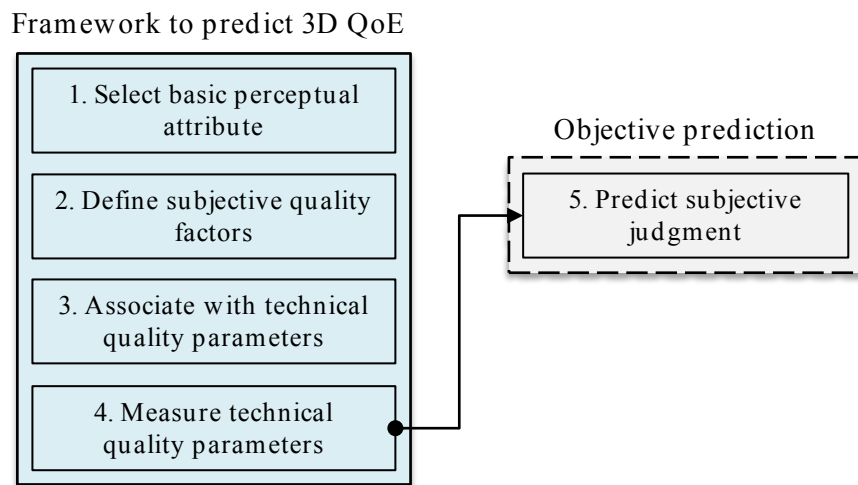 Framework to predict 3D QoE
1. Select basic perceptual
attribute
2. Define subjective quality
factors
3. Associate with technical
quality parameters
4. Measure technical
quality parameters
Objective prediction
5. Predict subjective
judgment